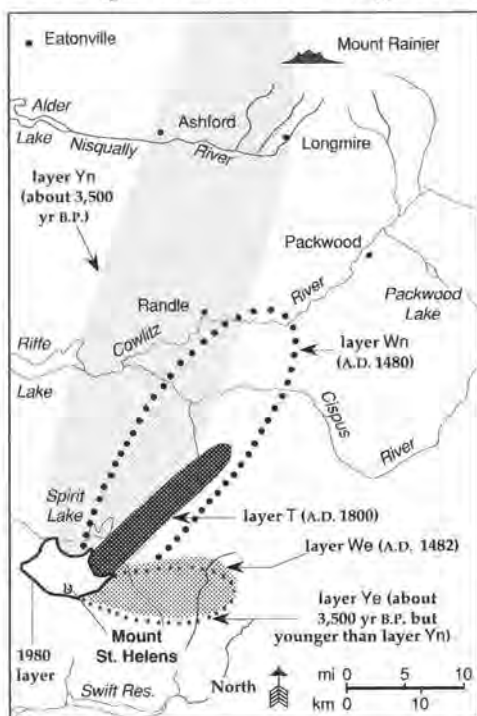 Eatonville
Mount Rainier
Alder
Lake
Nisqually
River
Ashford
Longmire
layer Yn
(about 3,500
yr B.P.)
Packwood
Packwood
Lake
Randle
Cowlitz
River
Riffe
Lake
layer Wn
(A.D. 1480)
Cispus
River
Spirit
Lake
layer T (A.D. 1800)
layer We (A.D. 1482)
layer Ye (about
3,500 yr B.P. but
younger than layer Yn)
1980
layer
Mount
St. Helens
Swift Res.
North
mi 0 5 10
km 0 10